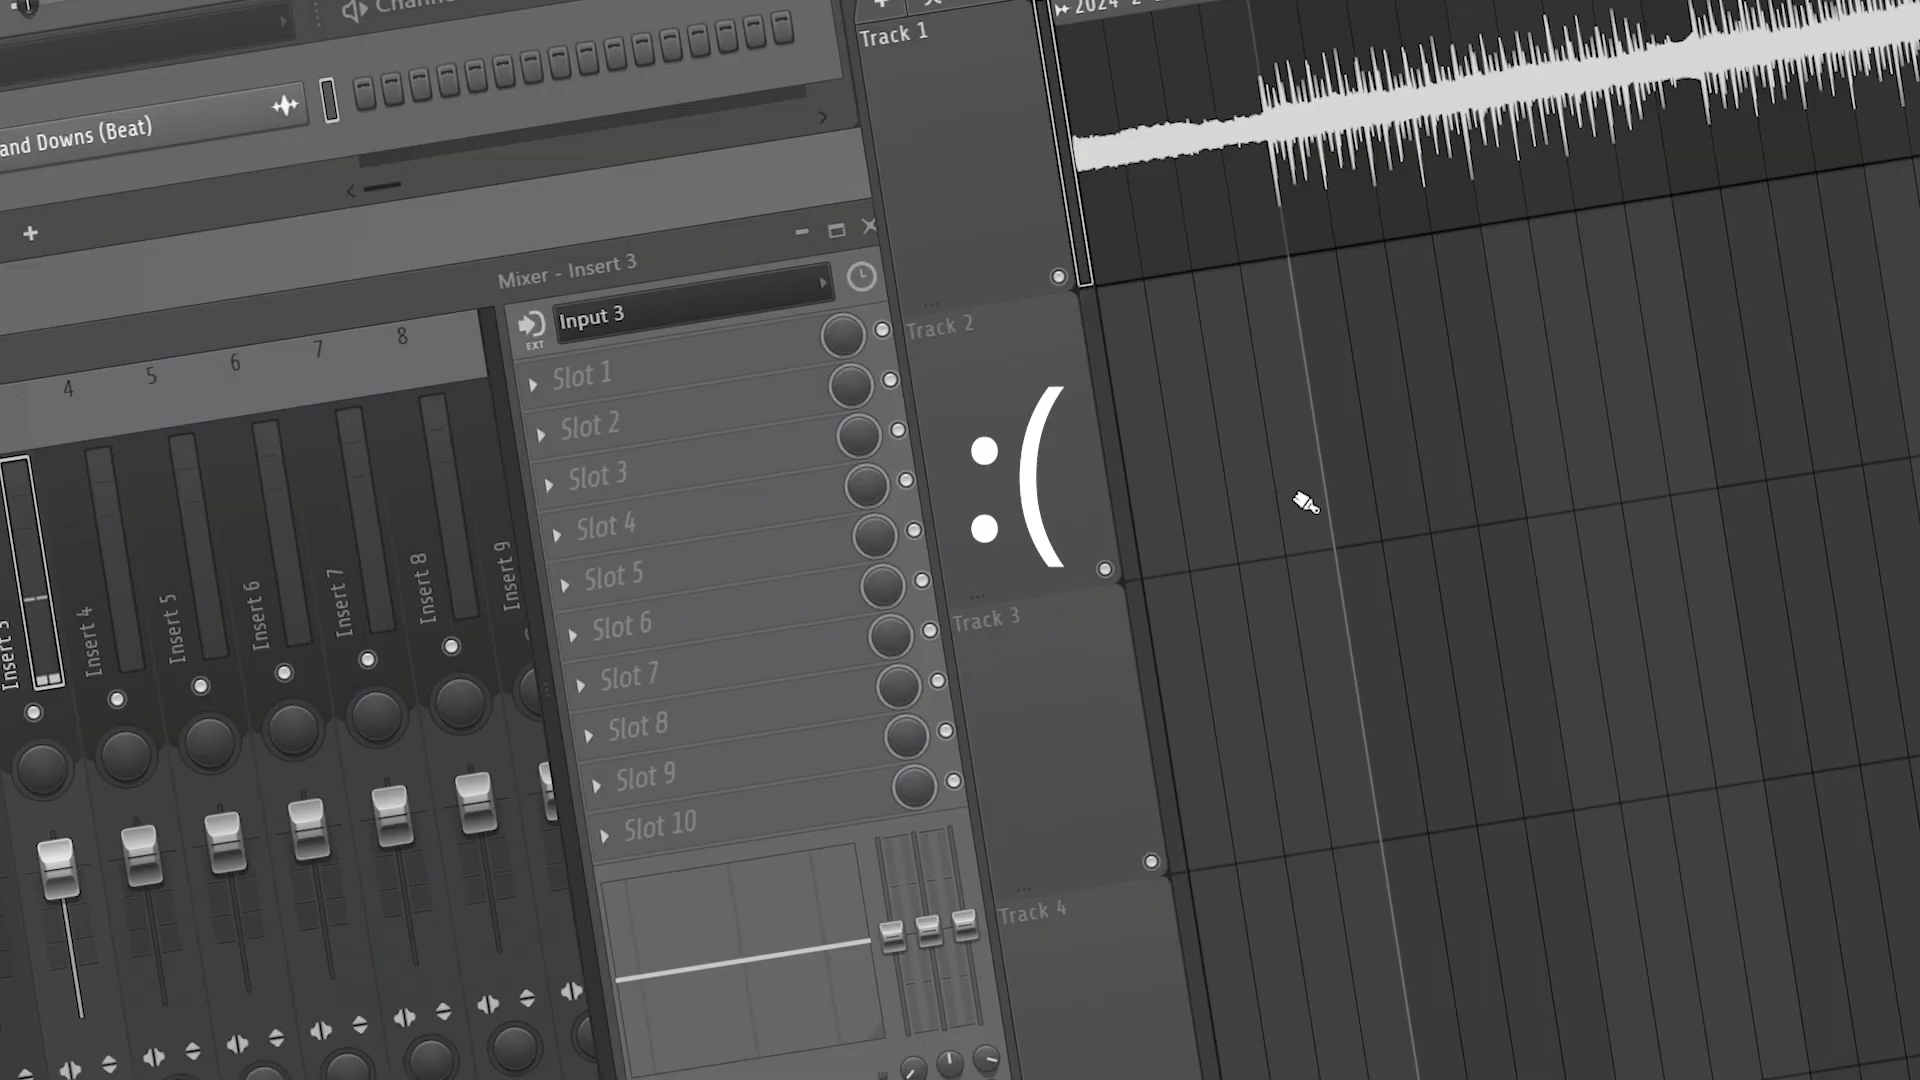 and Downs (Beat)
Track 1
Mixer - Insert 3
Input 3
EXT
4 5 6 7 8
Slot 1
Slot 2
Slot 3
Slot 4
Slot 5
Slot 6
Slot 7
Slot 8
Slot 9
Slot 10
Insert 4
Insert 5
Insert 6
Insert 7
Insert 8
Insert 9
Track 2
:(
Track 3
Track 4